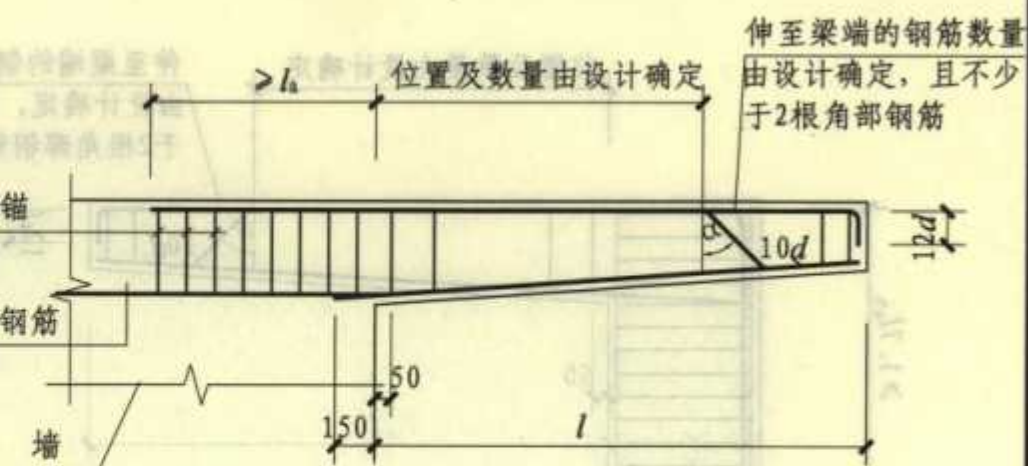 伸至梁端的钢筋数量
由设计确定，且不少
于2根角部钢筋
≥la
位置及数量由设计确定
锚
α
10d
12d
钢筋
50
150
l
墙